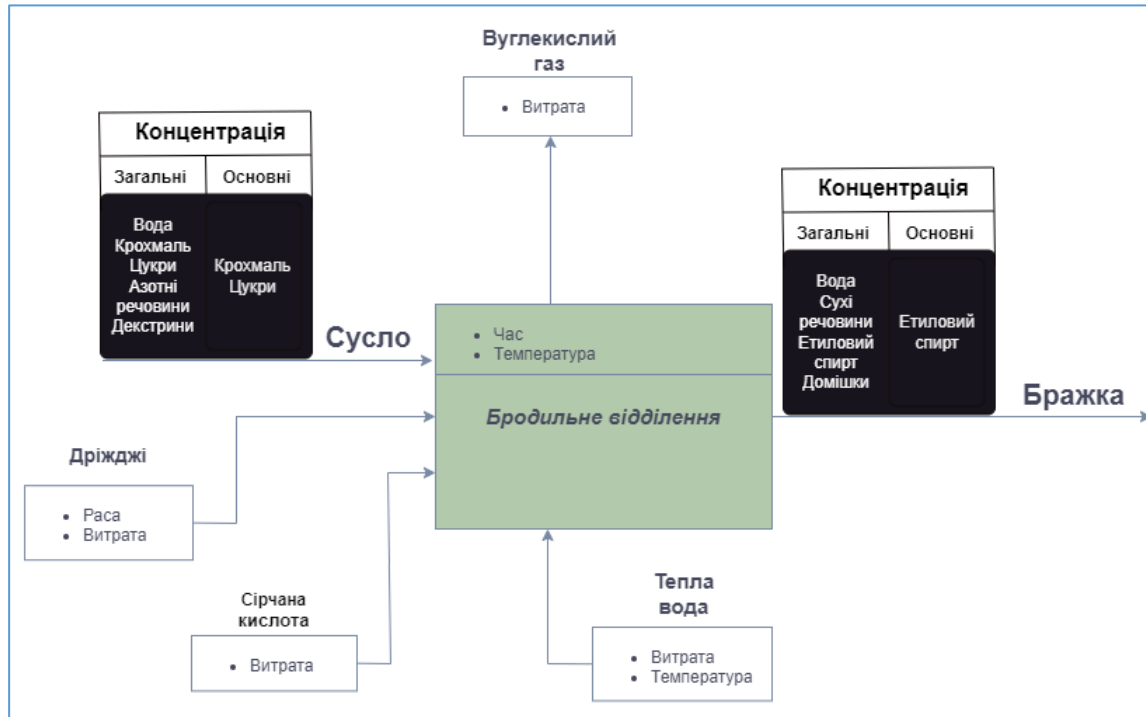 Вуглекислий
газ
• Витрата
Концентрація
Загальні Основні
Вода
Крохмаль
Цукри
Азотні
речовини
Декстрини
Крохмаль
Цукри
Сусло
• Час
• Температура
Бродильне відділення
Концентрація
Загальні Основні
Вода
Сухі
речовини
Етиловий
спирт
Домішки
Етиловий
спирт
Бражка
Дріжджі
• Раса
• Витрата
Сірчана
кислота
• Витрата
Тепла
вода
• Витрата
• Температура